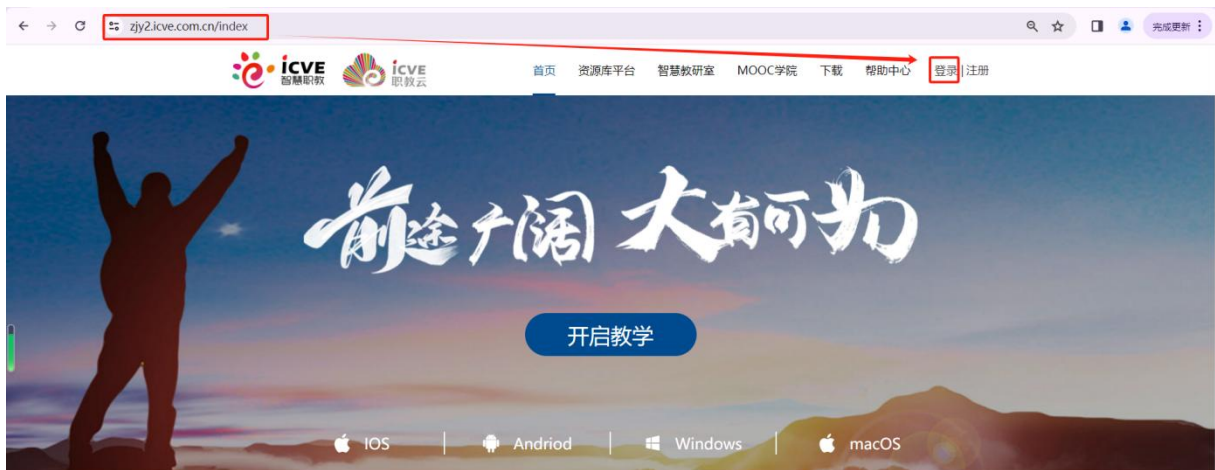 zjy2.icve.com.cn/index
完成更新
icve
智慧职教
icve
职教云
首页 资源库平台 智慧教研室 MOOC学院 下载 帮助中心 登录|注册
前途广阔 大有可为
开启教学
IOS | Andriod | Windows | macOS